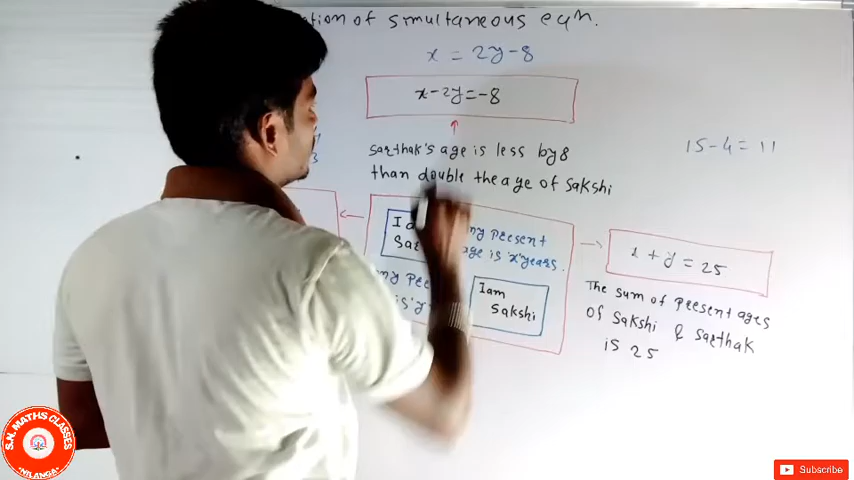 of simultaneous eqn.
x = 2y-8
x-2y=-8
Sarthak's age is less by 8
than double the age of Sakshi
15-4 = 11
my present
age is 'x' years.
I am
Sakshi
x + y = 25
The sum of present ages
of Sakshi & Sarthak
is 25
S.N. MATHS CLASSES
NILANGA
Subscribe